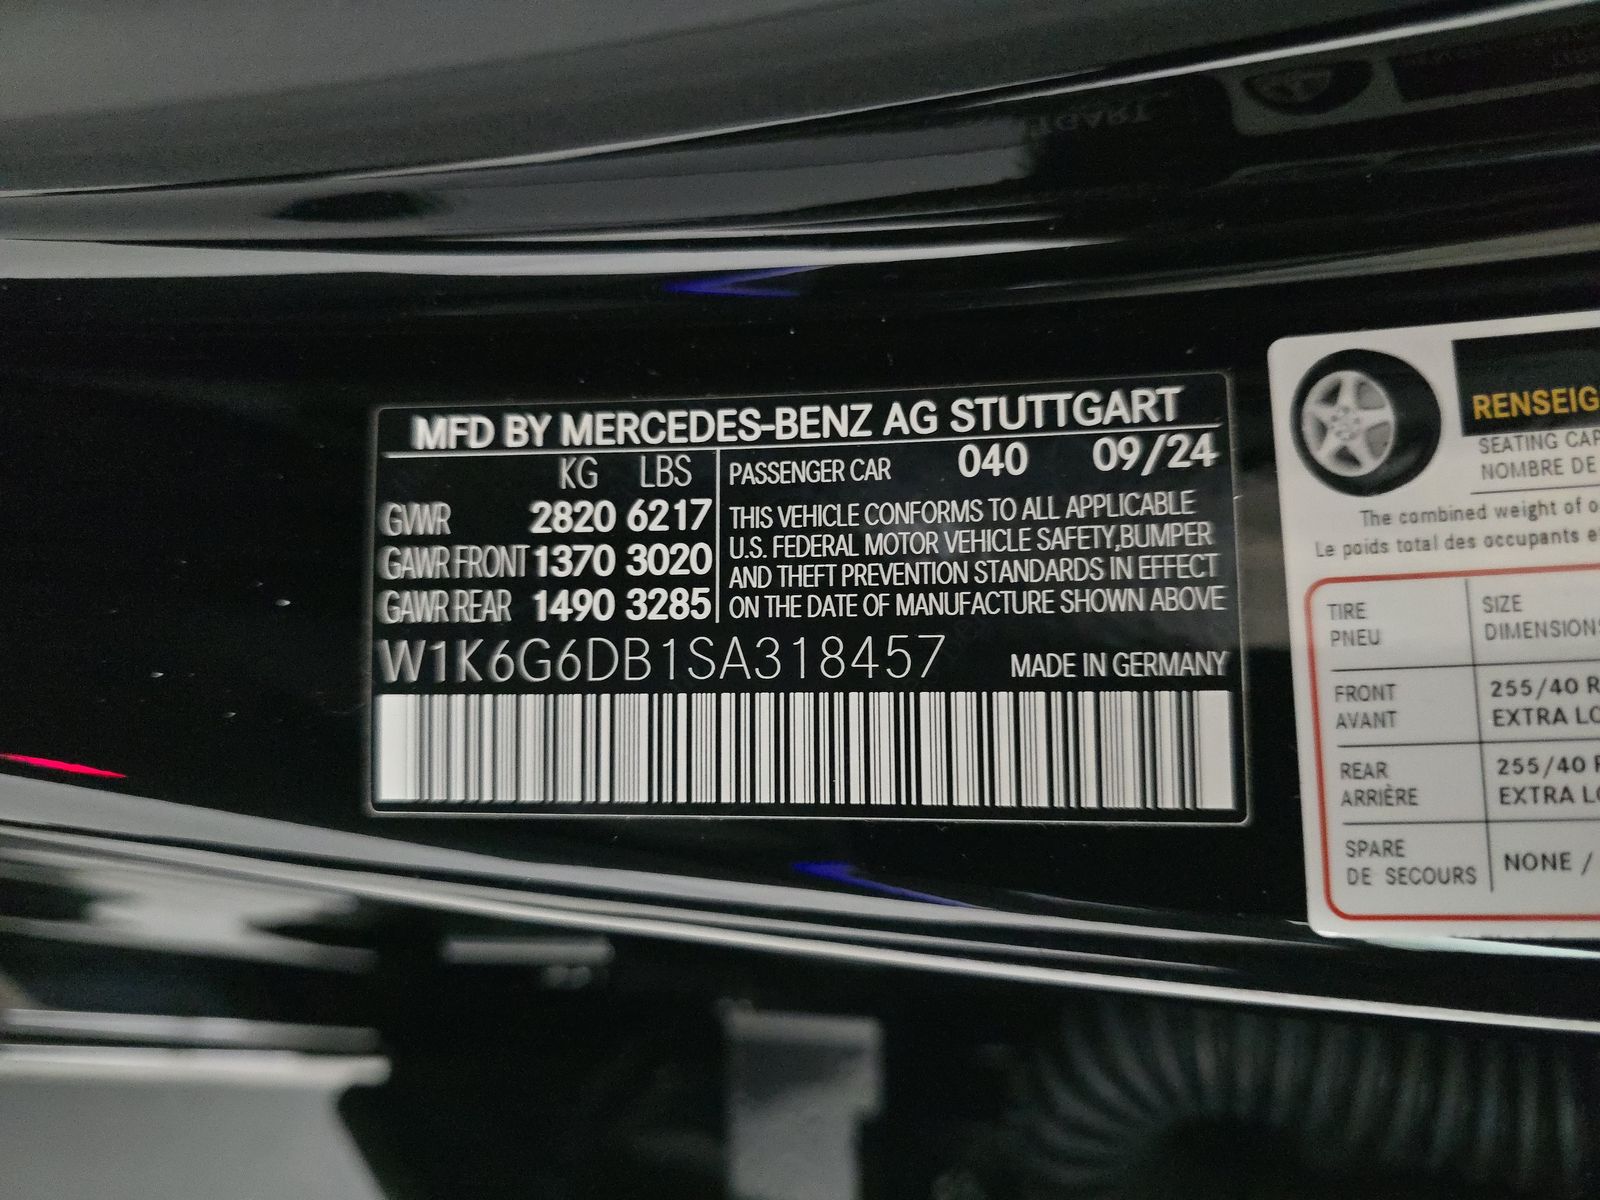 MFD BY MERCEDES-BENZ AG STUTTGART
KG LBS
GVWR 2820 6217
GAWR FRONT 1370 3020
GAWR REAR 1490 3285
PASSENGER CAR 040 09/24
THIS VEHICLE CONFORMS TO ALL APPLICABLE
U.S. FEDERAL MOTOR VEHICLE SAFETY,BUMPER
AND THEFT PREVENTION STANDARDS IN EFFECT
ON THE DATE OF MANUFACTURE SHOWN ABOVE
W1K6G6DB1SA318457 MADE IN GERMANY
RENSEIG
SEATING CAP
NOMBRE DE
The combined weight of o
Le poids total des occupants e
TIRE SIZE
PNEU DIMENSIONS
FRONT 255/40 R
AVANT EXTRA LO
REAR 255/40 R
ARRIÈRE EXTRA LO
SPARE NONE /
DE SECOURS